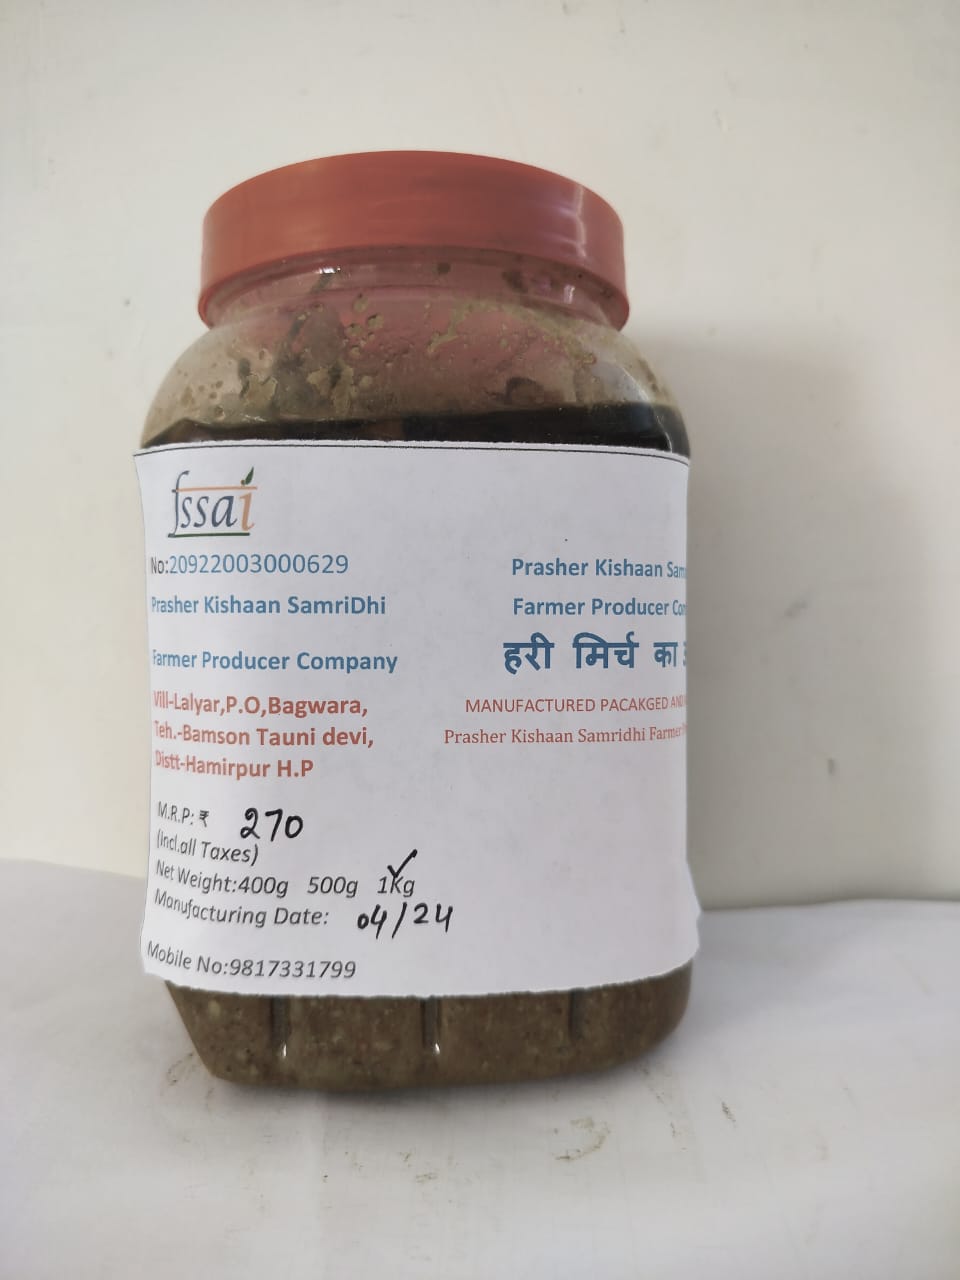 fssai
No:20922003000629
Prasher Kishaan SamriDhi
Farmer Producer Company
Vill-Lalyar,P.O,Bagwara,
Teh.-Bamson Tauni devi,
Distt-Hamirpur H.P
M.R.P: ₹ 270
(Incl.all Taxes)
Net Weight:400g 500g 1kg
Manufacturing Date: 04/24
Mobile No:9817331799
Prasher Kishaan
Farmer Producer
हरी मिर्च का
MANUFACTURED PACAKGED AND
Prasher Kishaan Samridhi Farmer